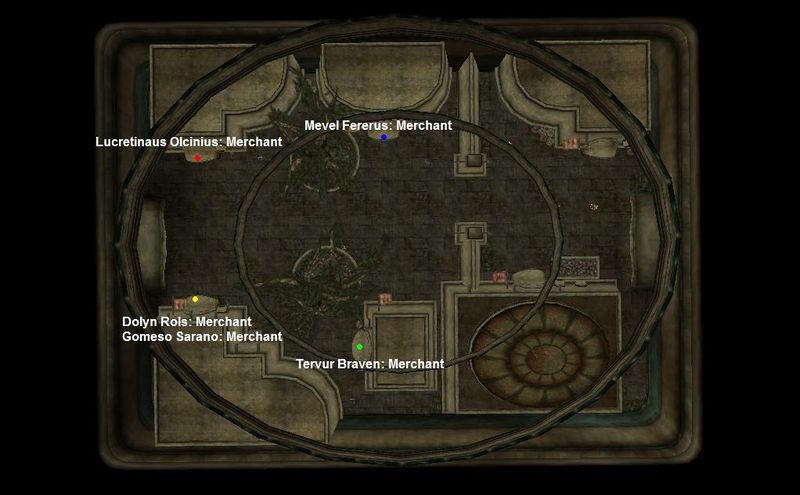 Mevel Fererus: Merchant
Lucretinaus Olcinius: Merchant
Dolyn Rols: Merchant
Gomeso Sarano: Merchant
Tervur Braven: Merchant